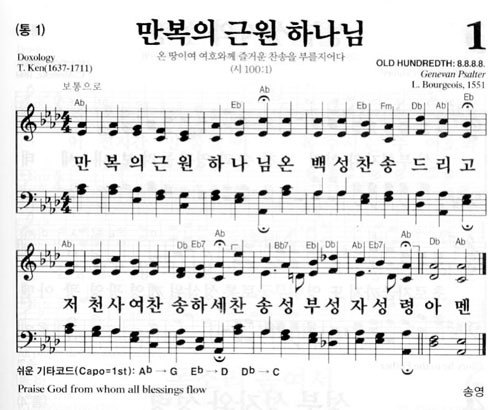 (통 1) 만복의 근원 하나님 1
온 땅이여 여호와께 즐거운 찬송을 부를지어다
(시 100:1)
Doxology
T. Ken(1637-1711)
OLD HUNDREDTH: 8.8.8.8.
Genevan Psalter
L. Bourgeois, 1551
보통으로
Ab Eb Ab Eb Fm Db Ab Eb
만 복의근원 하나님온 백성찬송 드리고
Ab Eb Ab Db Eb7 Ab Bb7 Eb Db Ab Eb7 Ab Db Ab
저 천사여찬 송하세찬 송성부성 자성령아 멘
쉬운 기타코드(Capo=1st): Ab → G Eb → D Db → C
Praise God from whom all blessings flow
송영